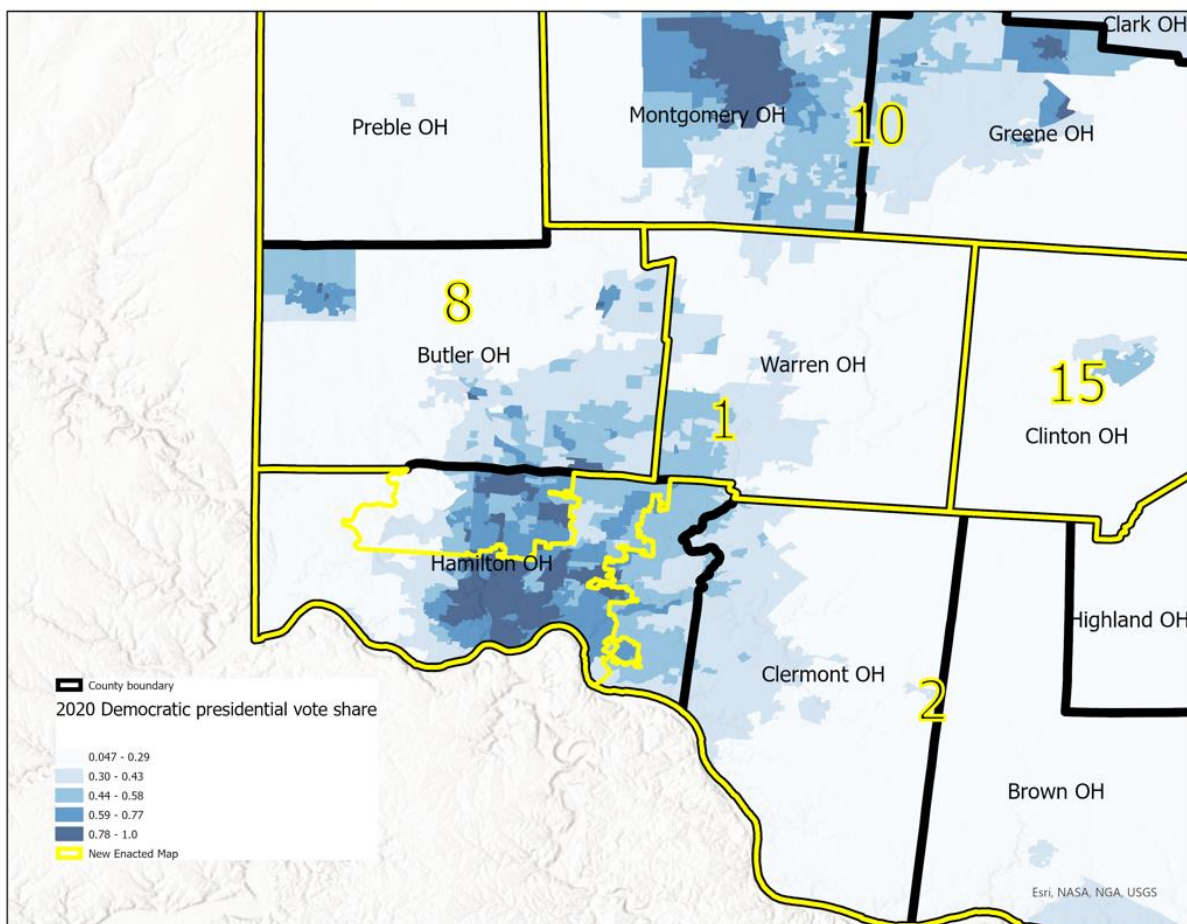 Clark OH
Preble OH
Montgomery OH
10
Greene OH
8
Butler OH
Warren OH
1
15
Clinton OH
Hamilton OH
Highland OH
Clermont OH
2
Brown OH
County boundary
2020 Democratic presidential vote share
0.047 - 0.29
0.30 - 0.43
0.44 - 0.58
0.59 - 0.77
0.78 - 1.0
New Enacted Map
Esri, NASA, NGA, USGS